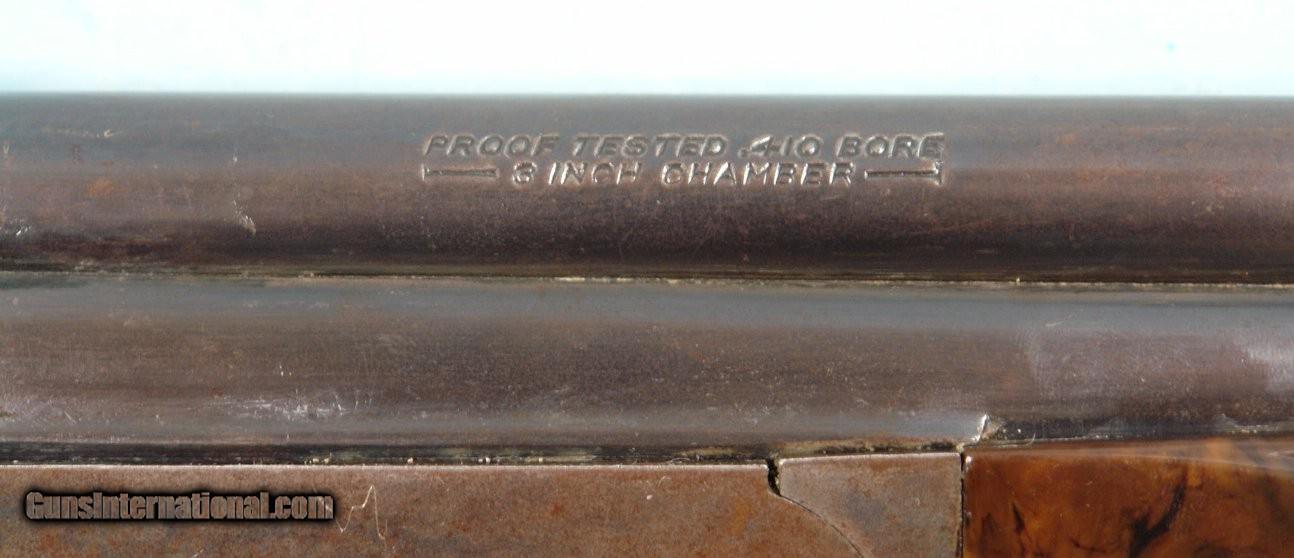 PROOF TESTED .410 BORE
3 INCH CHAMBER
GunsInternational.com